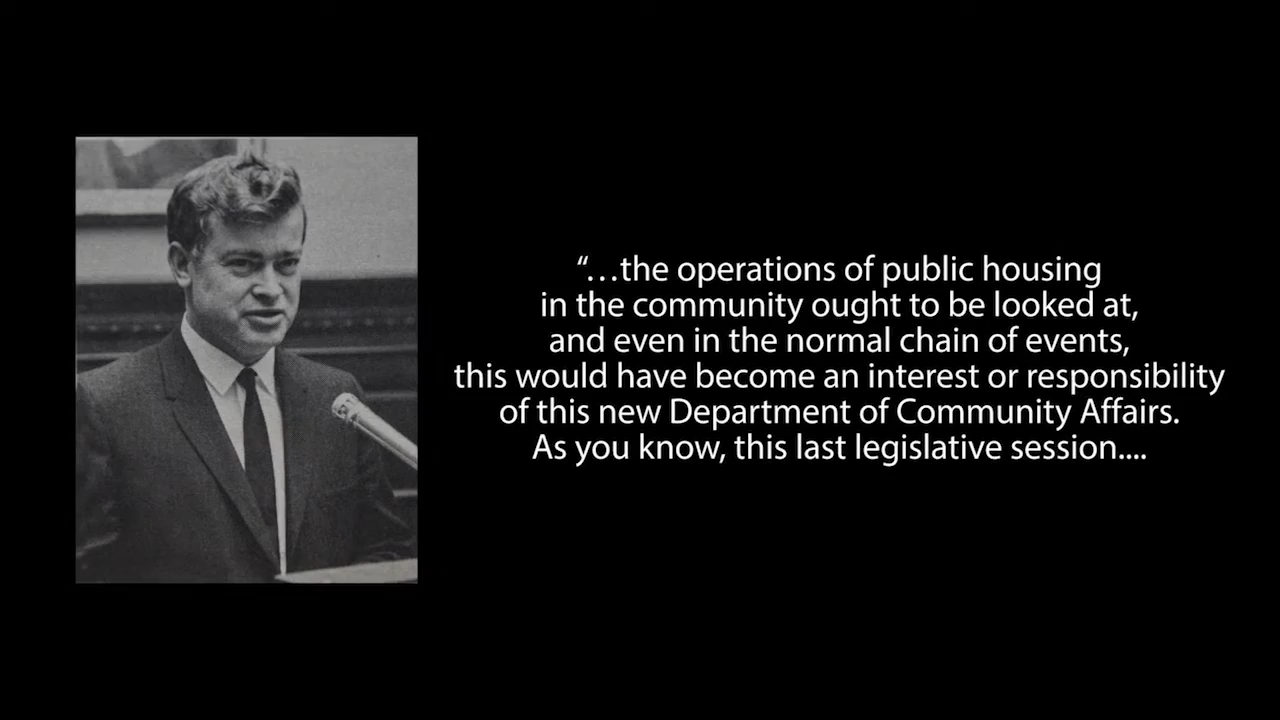 “…the operations of public housing
in the community ought to be looked at,
and even in the normal chain of events,
this would have become an interest or responsibility
of this new Department of Community Affairs.
As you know, this last legislative session....